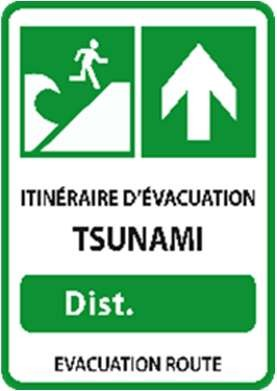 ITINÉRAIRE D'ÉVACUATION
TSUNAMI
Dist.
EVACUATION ROUTE